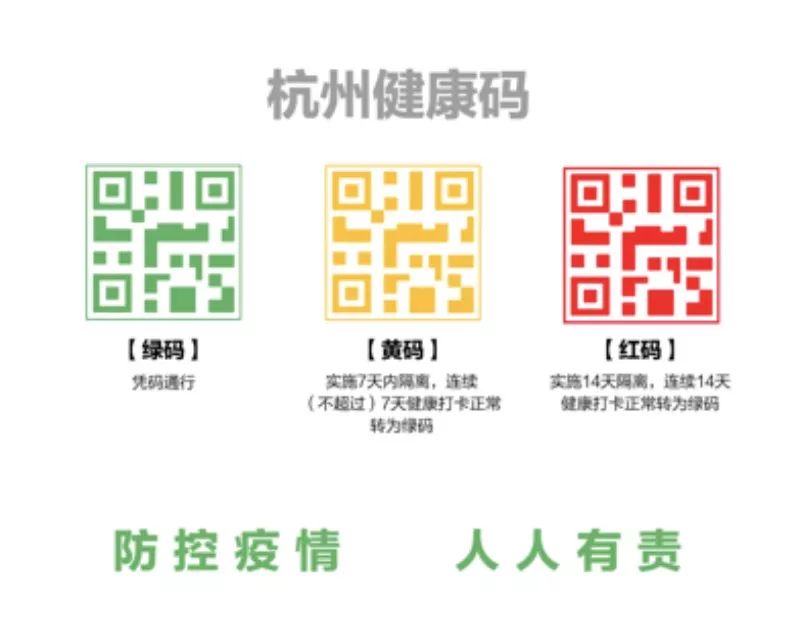 杭州健康码
【绿码】
凭码通行
【黄码】
实施7天内隔离，连续
（不超过）7天健康打卡正常
转为绿码
【红码】
实施14天隔离，连续14天
健康打卡正常转为绿码
防控疫情 人人有责